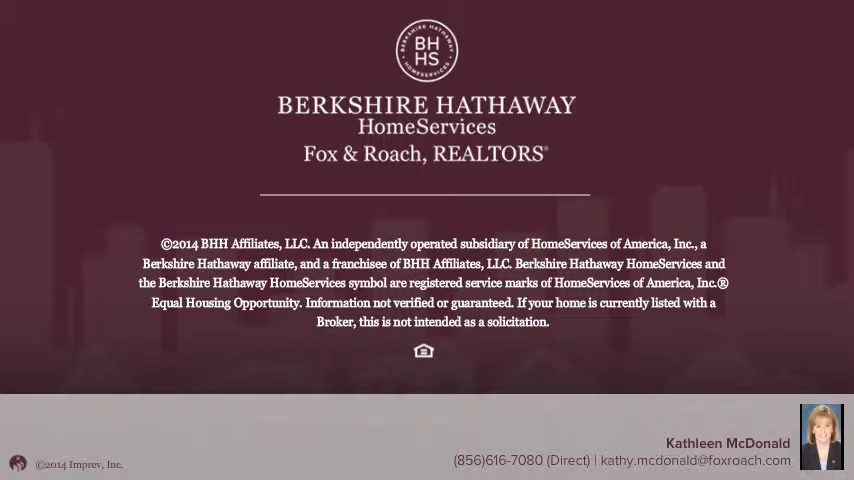 BERKSHIRE HATHAWAY
HOMESERVICES
BH
HS
BERKSHIRE HATHAWAY
HomeServices
Fox & Roach, REALTORS®
©2014 BHH Affiliates, LLC. An independently operated subsidiary of HomeServices of America, Inc., a
Berkshire Hathaway affiliate, and a franchisee of BHH Affiliates, LLC. Berkshire Hathaway HomeServices and
the Berkshire Hathaway HomeServices symbol are registered service marks of HomeServices of America, Inc.®
Equal Housing Opportunity. Information not verified or guaranteed. If your home is currently listed with a
Broker, this is not intended as a solicitation.
Kathleen McDonald
(856)616-7080 (Direct) | kathy.mcdonald@foxroach.com
©2014 Imprev, Inc.